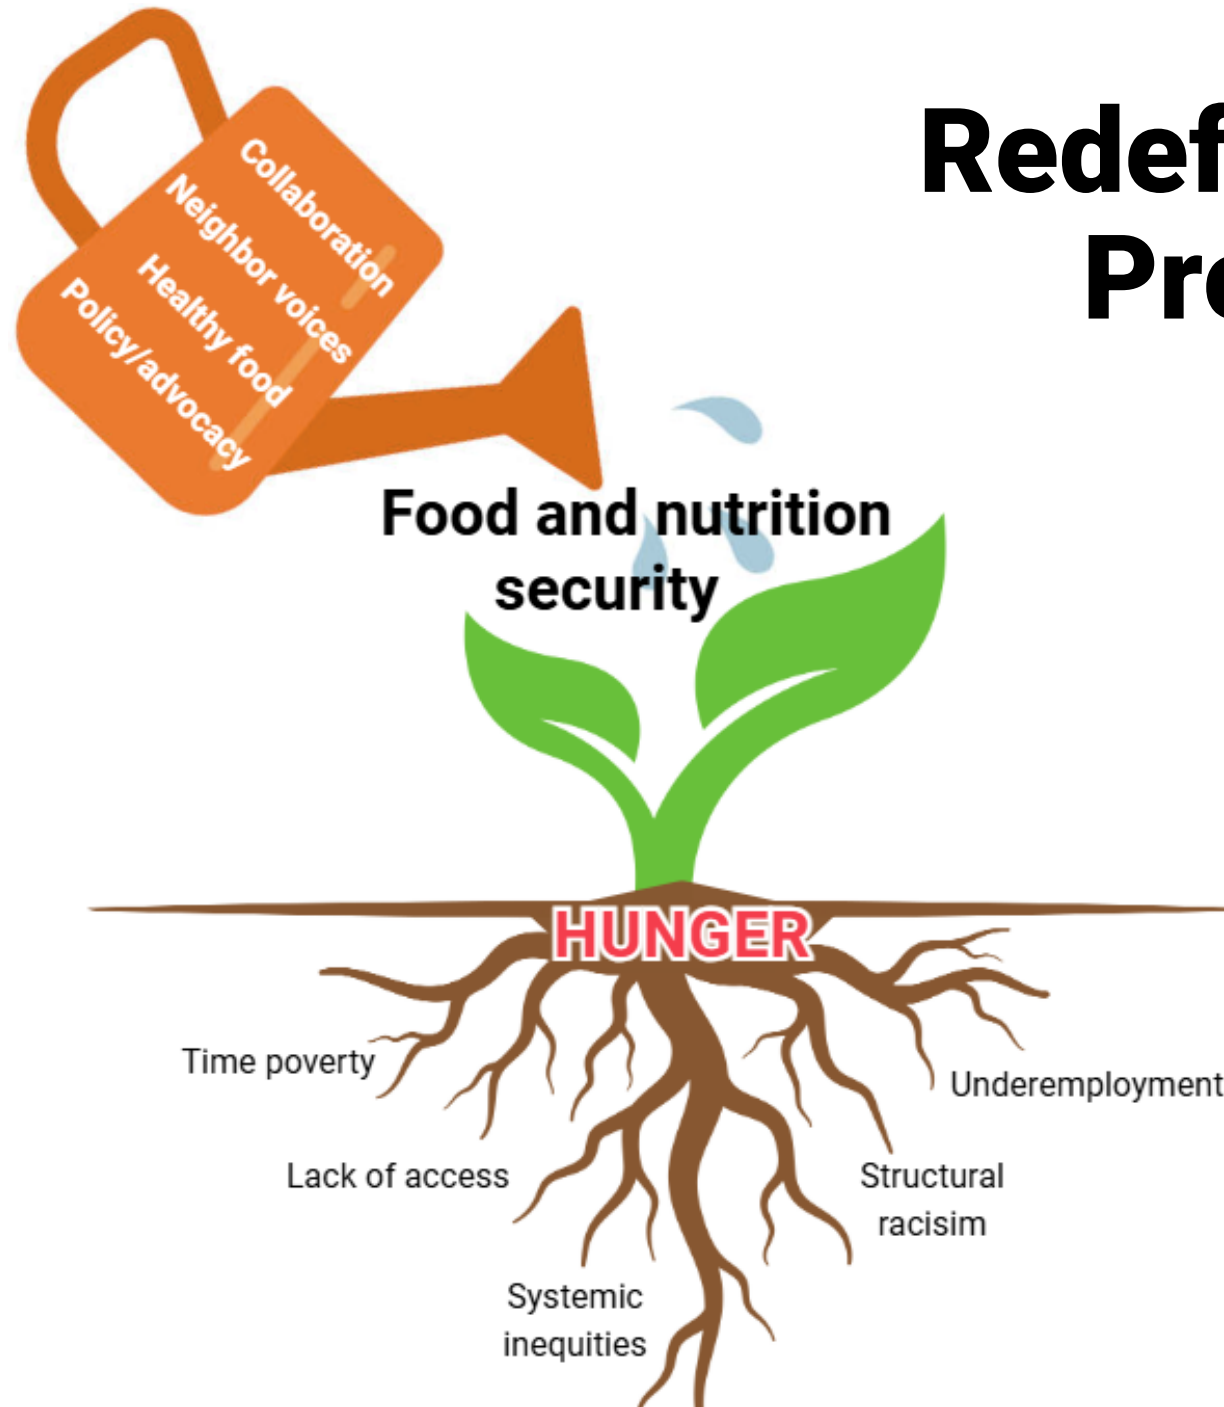 Redef
Pre
Collaboration
Neighbor voices
Healthy food
Policy/advocacy
Food and nutrition
security
HUNGER
Time poverty
Underemployment
Lack of access
Structural
racisim
Systemic
inequities